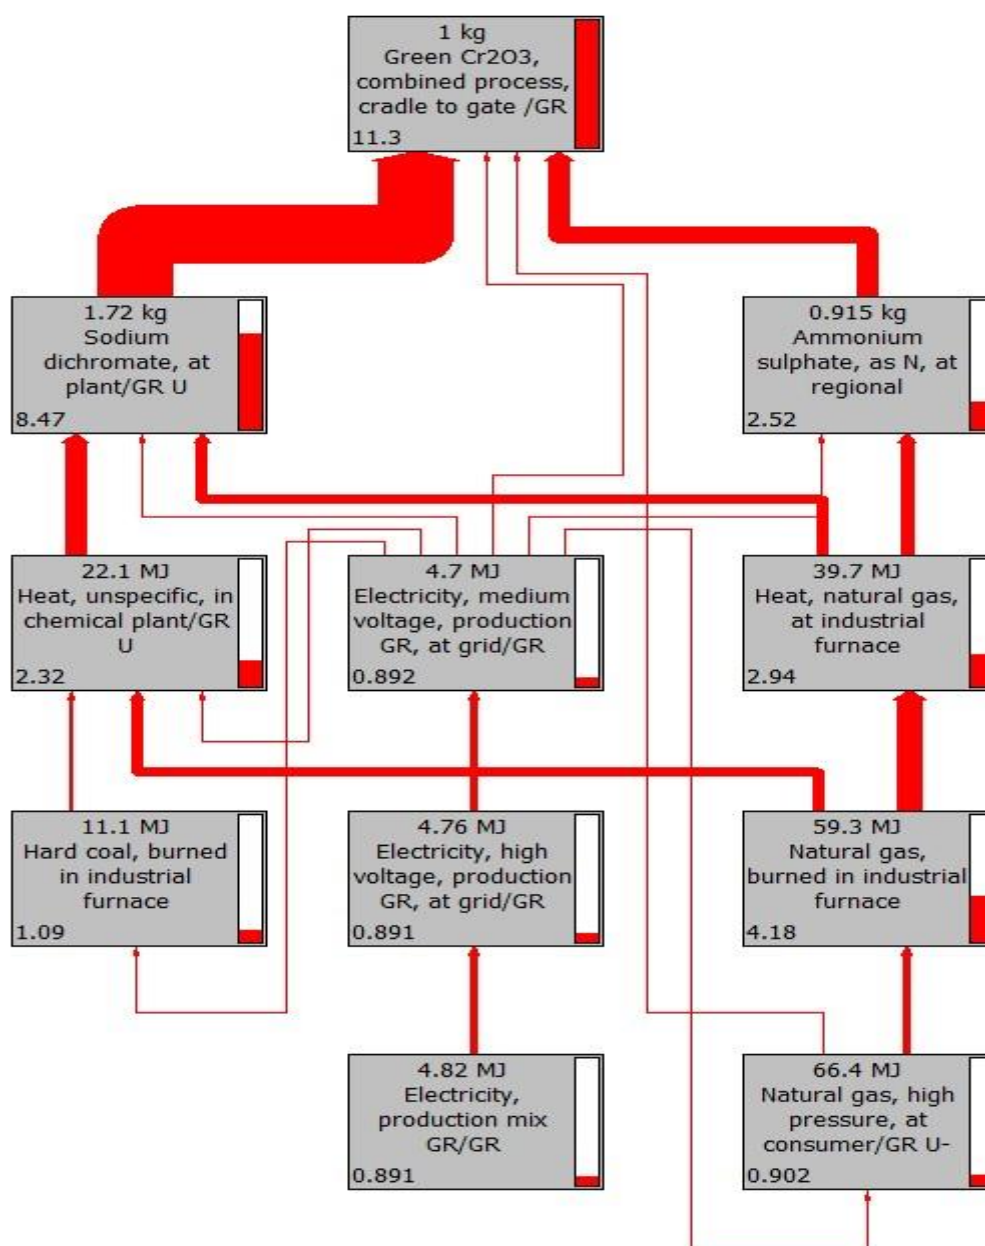 1 kg
Green Cr2O3,
combined process,
cradle to gate /GR
11.3
1.72 kg
Sodium
dichromate, at
plant/GR U
8.47
0.915 kg
Ammonium
sulphate, as N, at
regional
2.52
22.1 MJ
Heat, unspecific, in
chemical plant/GR
U
2.32
4.7 MJ
Electricity, medium
voltage, production
GR, at grid/GR
0.892
39.7 MJ
Heat, natural gas,
at industrial
furnace
2.94
11.1 MJ
Hard coal, burned
in industrial
furnace
1.09
4.76 MJ
Electricity, high
voltage, production
GR, at grid/GR
0.891
59.3 MJ
Natural gas,
burned in industrial
furnace
4.18
4.82 MJ
Electricity,
production mix
GR/GR
0.891
66.4 MJ
Natural gas, high
pressure, at
consumer/GR U-
0.902